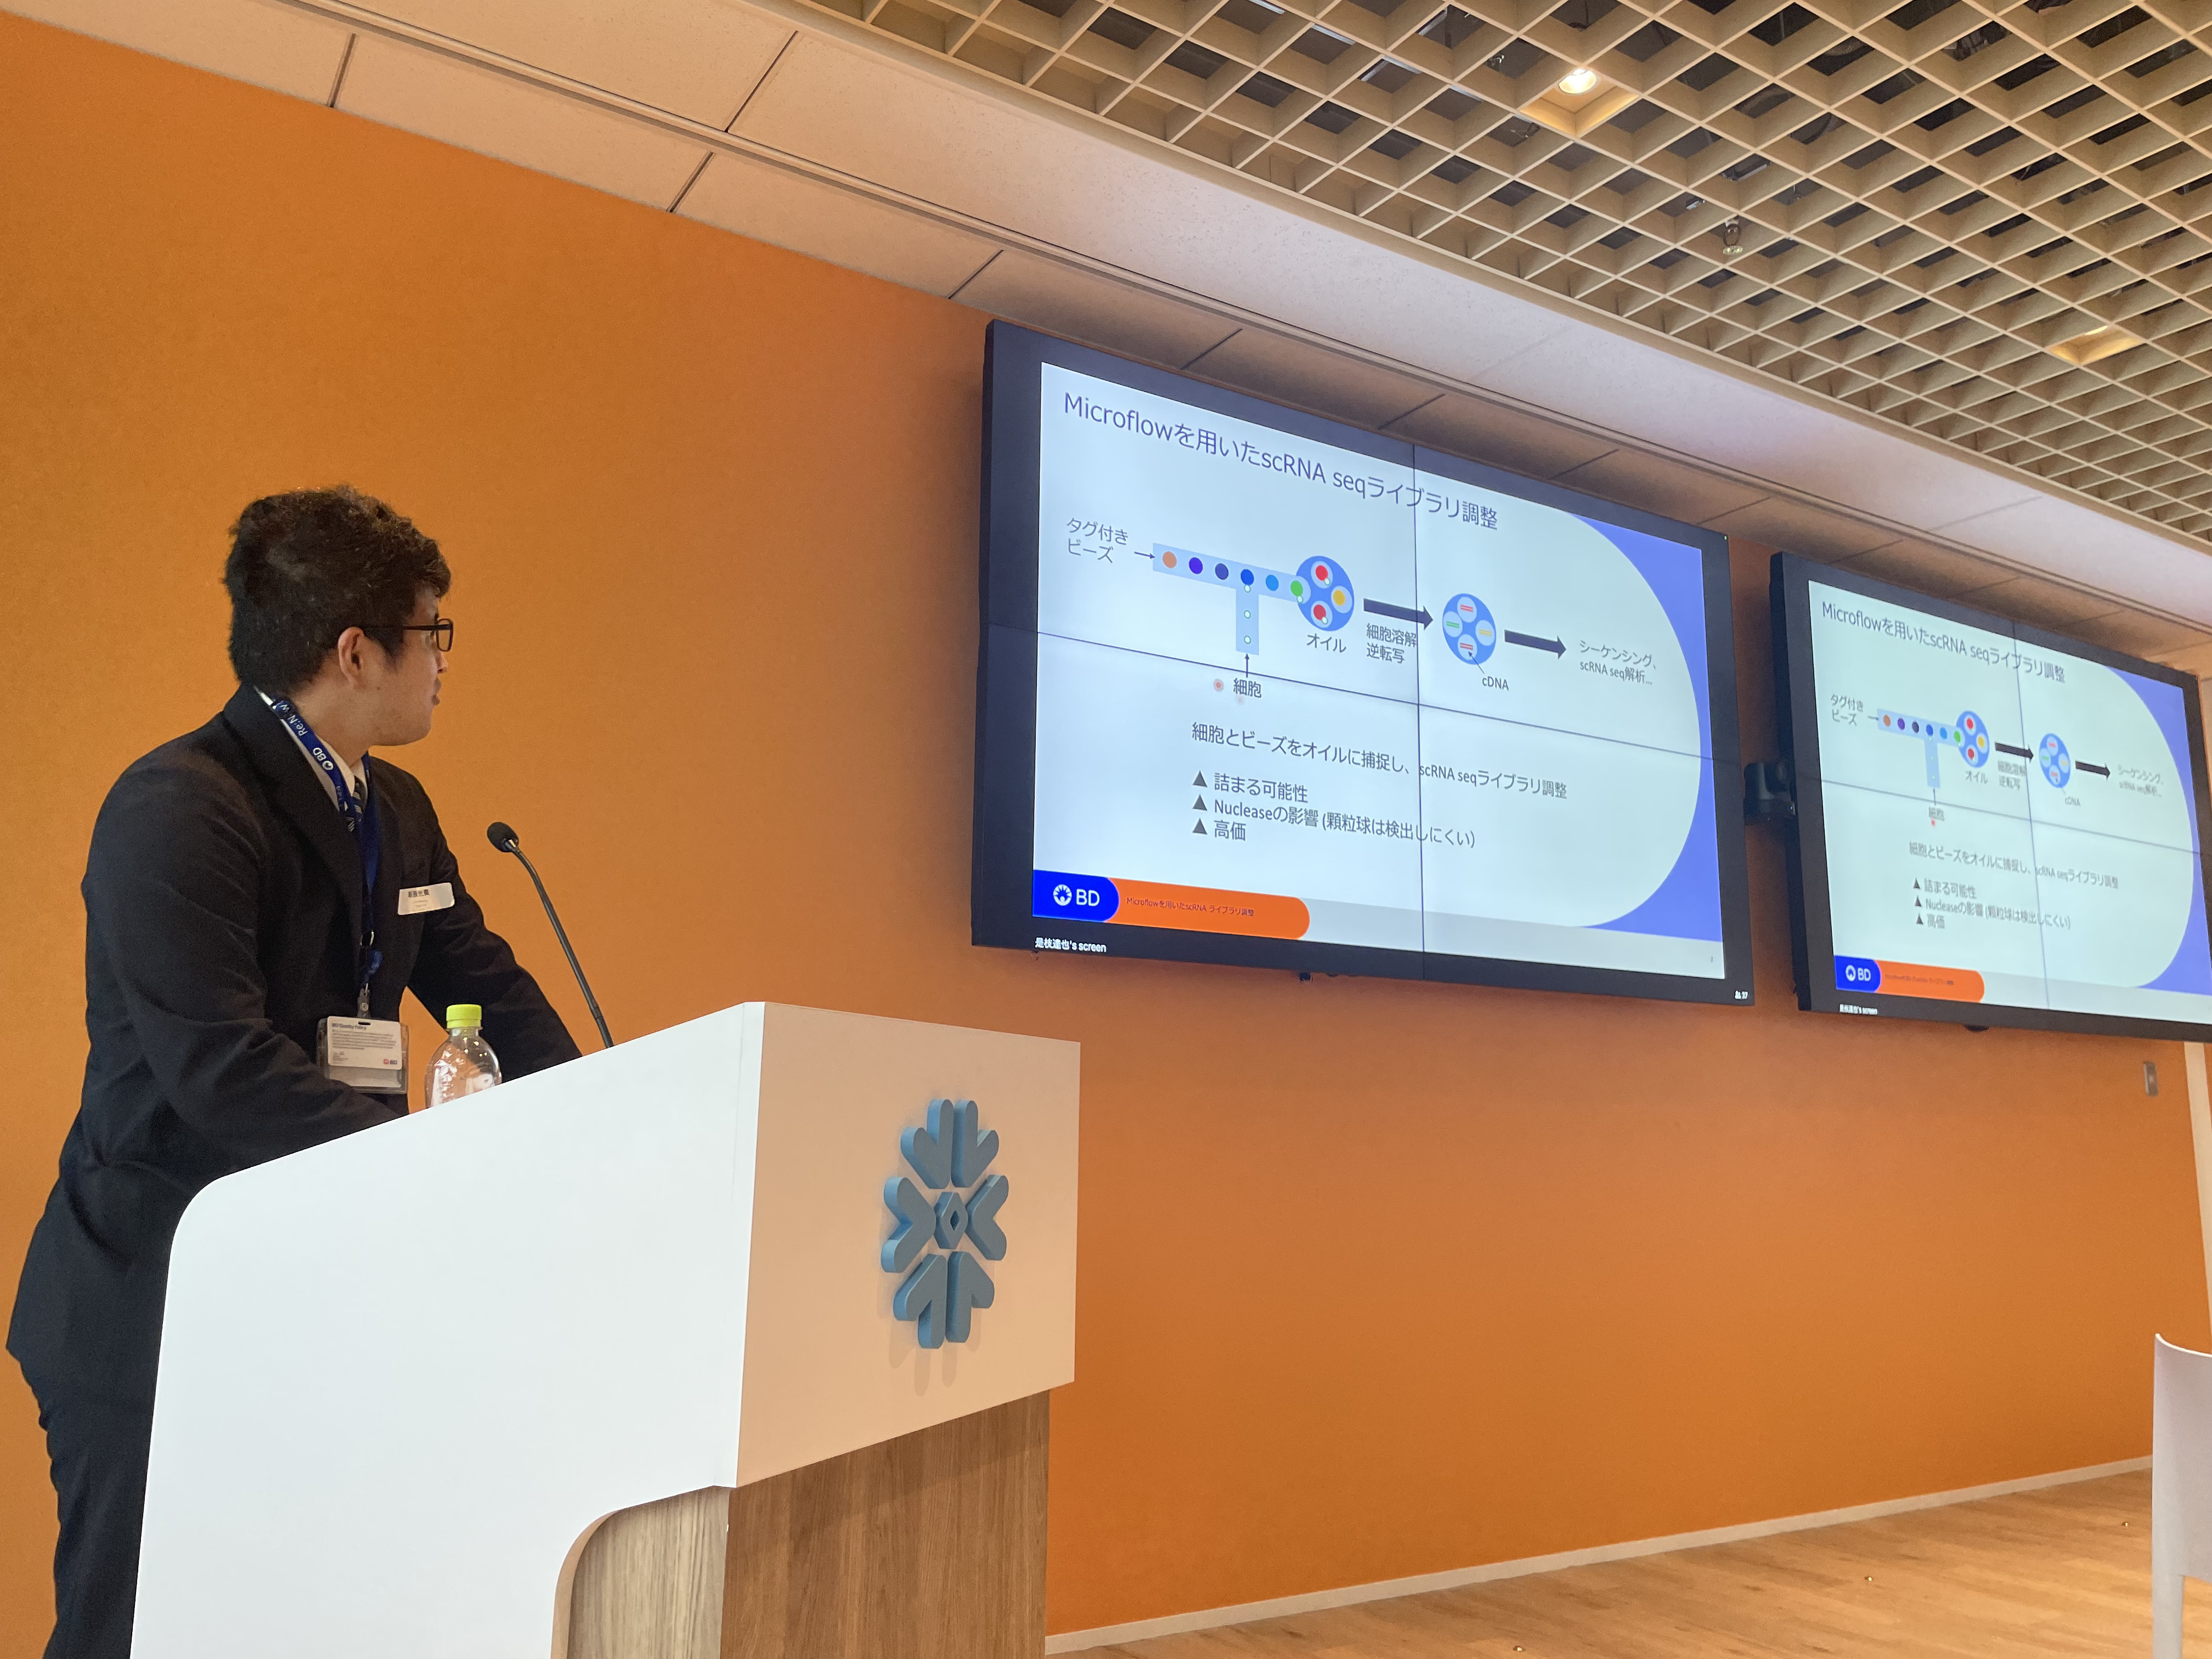 Microflowを用いたscRNA seqライブラリ調整
タグ付き
ビーズ
オイル
細胞溶解
逆転写
cDNA
シーケンシング、
scRNA seq解析...
細胞
細胞とビーズをオイルに捕捉し、scRNA seqライブラリ調整
▲ 詰まる可能性
▲ Nucleaseの影響 (顆粒球は検出しにくい)
▲ 高価
BD
Microflowを用いたscRNA ライブラリ調整
是枝達也's screen
37
Microflowを用いたscRNA seqライブラリ調整
タグ付き
ビーズ
オイル
細胞溶解
逆転写
cDNA
シーケンシング、
scRNA seq解析...
細胞
細胞とビーズをオイルに捕捉し、scRNA seqライブラリ調整
▲ 詰まる可能性
▲ Nucleaseの影響 (顆粒球は検出しにくい)
▲ 高価
BD
是枝達也's screen
BD
BD Quality Policy
BD